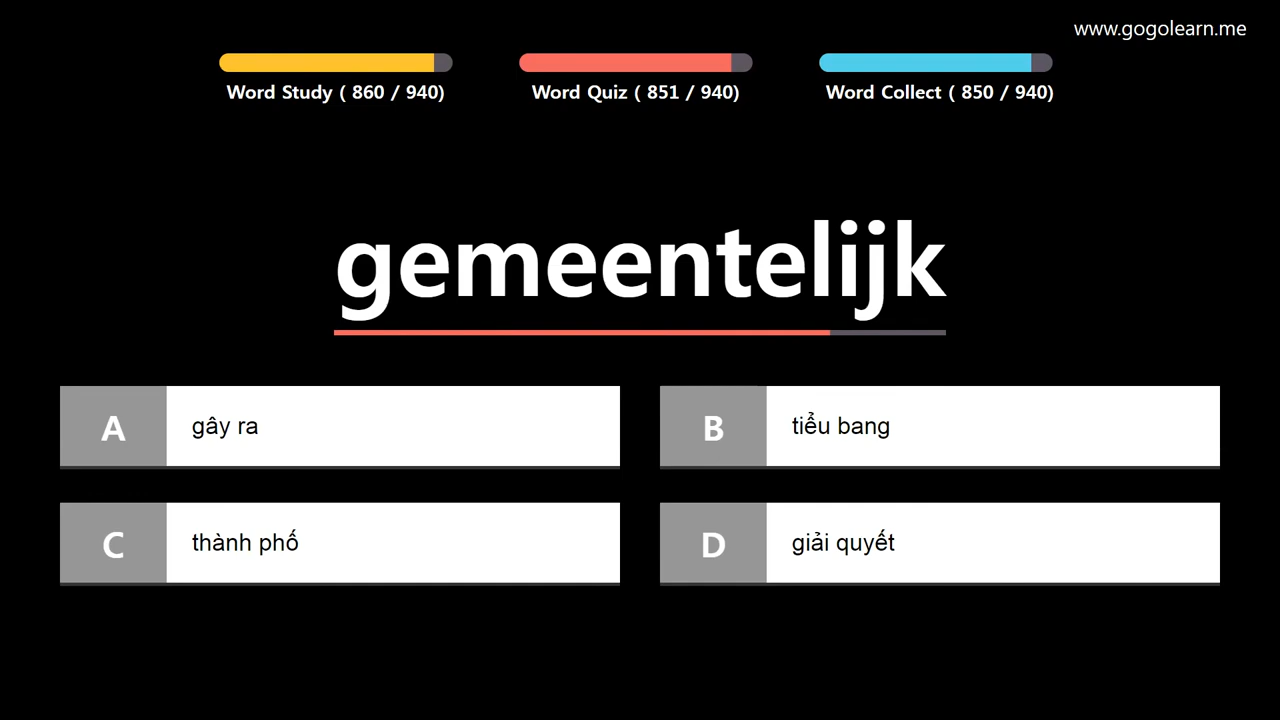 www.gogolearn.me
Word Study ( 860 / 940)
Word Quiz ( 851 / 940)
Word Collect ( 850 / 940)
gemeentelijk
A gây ra
B tiểu bang
C thành phố
D giải quyết